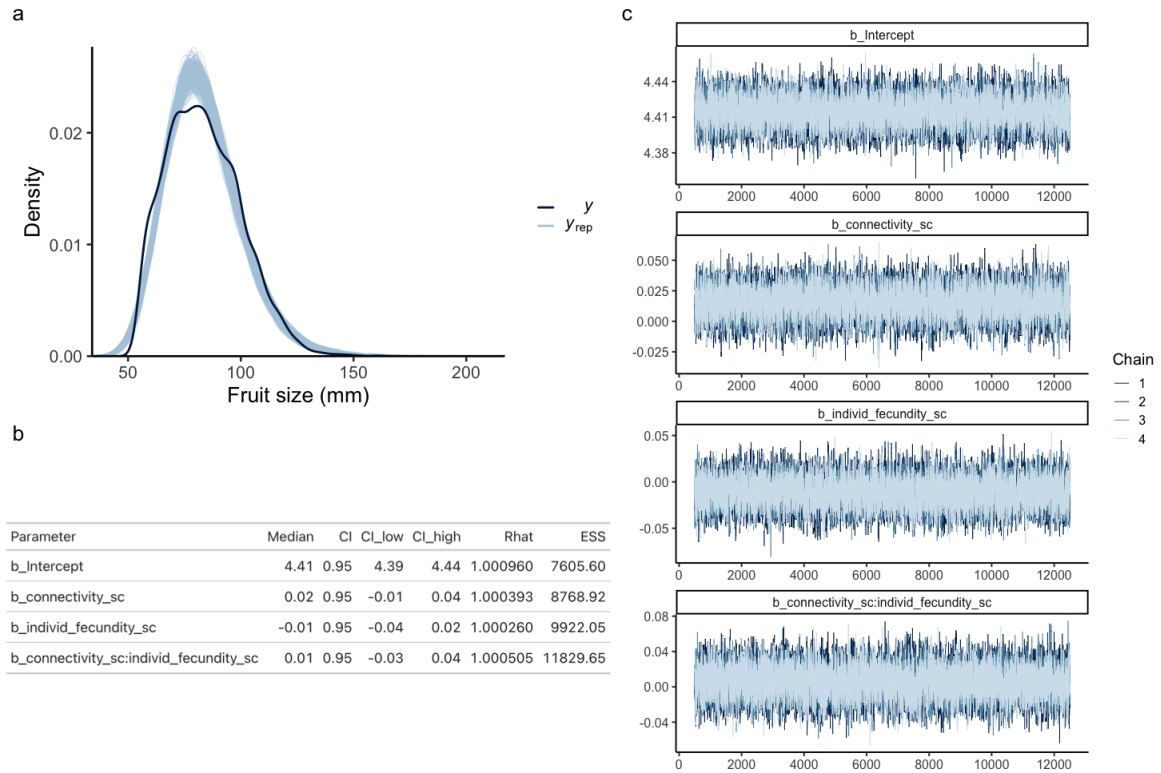 a
0.02
0.01
0.00
Density
50 100 150 200
Fruit size (mm)
y
yrep
b
Parameter Median CI CI_low CI_high Rhat ESS
b_Intercept 4.41 0.95 4.39 4.44 1.000960 7605.60
b_connectivity_sc 0.02 0.95 -0.01 0.04 1.000393 8768.92
b_individ_fecundity_sc -0.01 0.95 -0.04 0.02 1.000260 9922.05
b_connectivity_sc:individ_fecundity_sc 0.01 0.95 -0.03 0.04 1.000505 11829.65
c
b_Intercept
4.44
4.41
4.38
0 2000 4000 6000 8000 10000 12000
b_connectivity_sc
0.050
0.025
0.000
-0.025
0 2000 4000 6000 8000 10000 12000
b_individ_fecundity_sc
0.05
0.00
-0.05
0 2000 4000 6000 8000 10000 12000
b_connectivity_sc:individ_fecundity_sc
0.08
0.04
0.00
-0.04
0 2000 4000 6000 8000 10000 12000
Chain
1
2
3
4